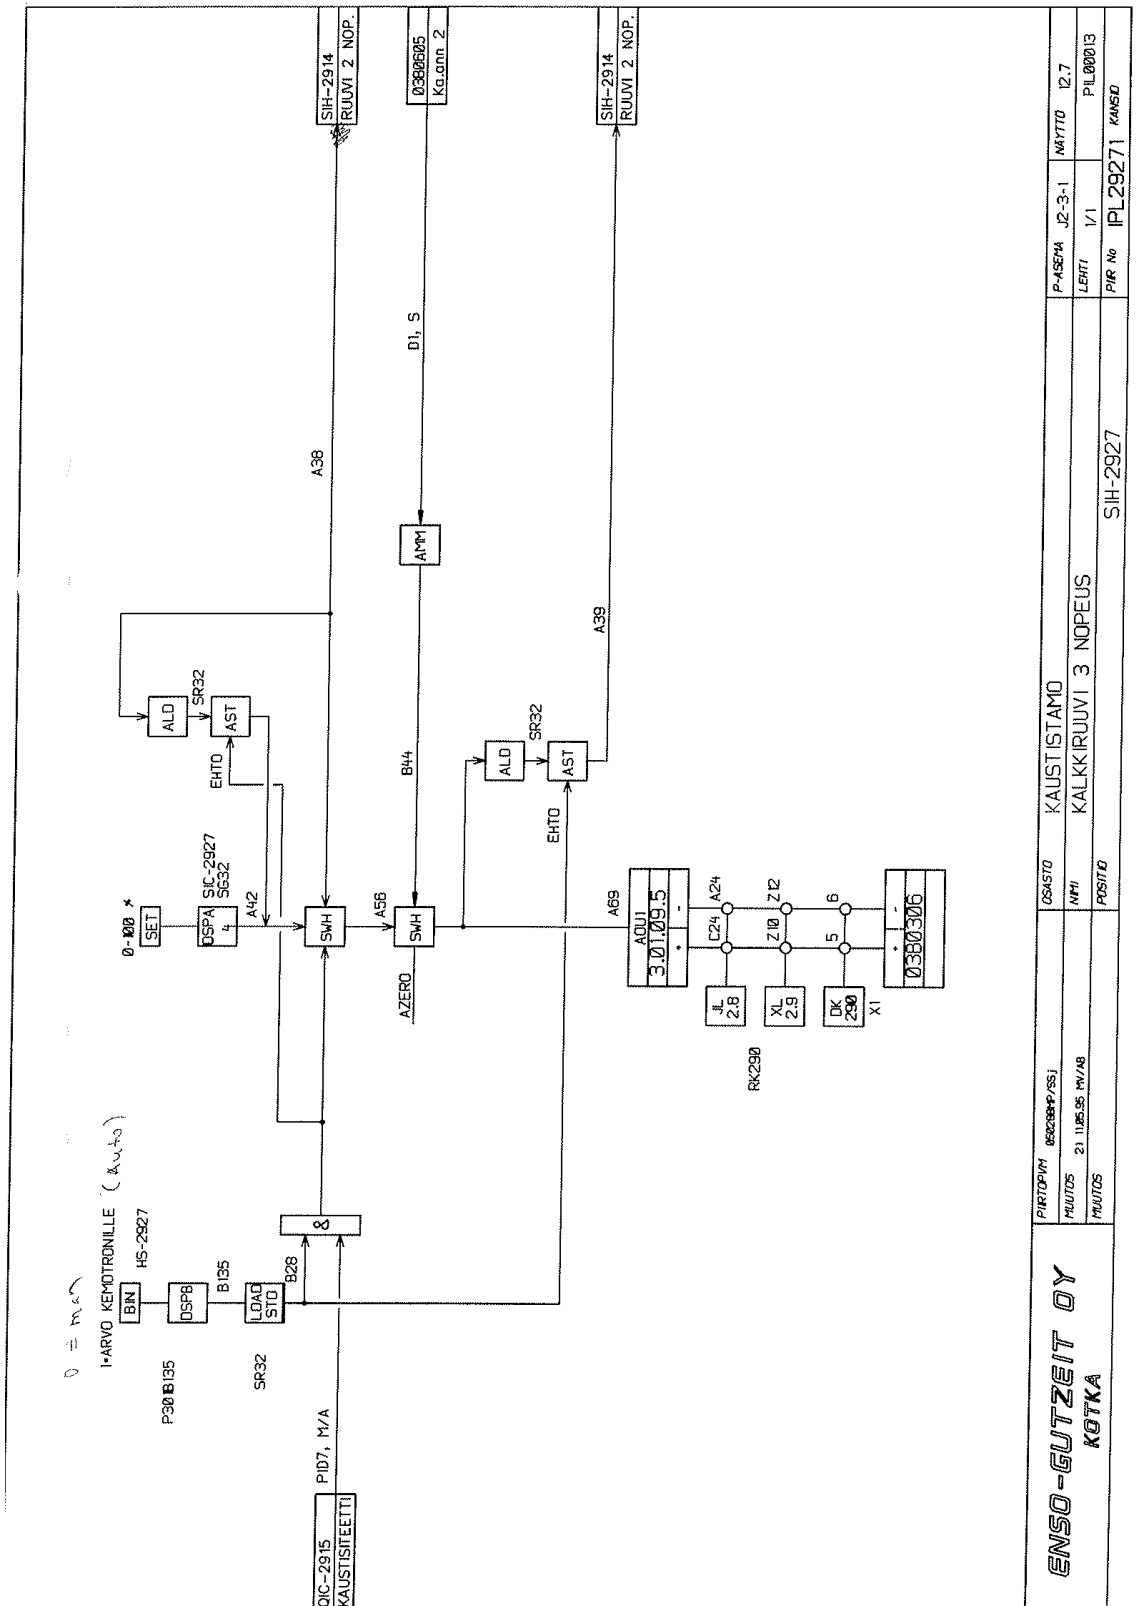 0 = man
1=ARVO KEMOTRONILLE (auto)
BIN
HS-2927
P301B135
DSPB
B135
SR32
LOAD
STO
B28
QIC-2915
KAUSTISITEETTI
PID7, M/A
&
0-100 %
SET
DSPA
4
SIC-2927
SG32
A42
EHTO
ALD
SR32
AST
SWH
A38
SIH-2914
RUUVI 2 NOP.
A56
AZERO
SWH
B44
AMM
D1, S
0380605
Ka.ann 2
EHTO
ALD
SR32
AST
A39
SIH-2914
RUUVI 2 NOP.
A69
AOU1
3.01.09.5
+ -
JL
2.8
C24
A24
RK290
XL
2.9
Z10
Z12
DK
290
X1
5
6
+ -
0380306
ENSO-GUTZEIT OY
KOTKA
PIIRTOPVM
MUUTOS 21 11.05.95 MV/AB
MUUTOS
OSASTO KAUSTISTAMO
NIMI KALKKIRUUVI 3 NOPEUS
POSITIO SIH-2927
P-ASEMA J2-3-1
NÄYTTO 12.7
LEHTI 1/1
PIL00013
PIIR No IPL29271 KANSIO